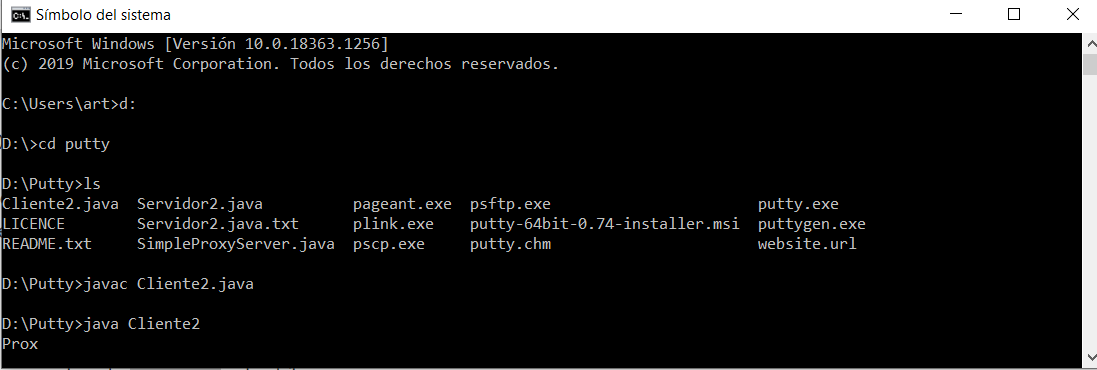 Símbolo del sistema
Microsoft Windows [Versión 10.0.18363.1256]
(c) 2019 Microsoft Corporation. Todos los derechos reservados.
C:\Users\art>d:
D:\>cd putty
D:\Putty>ls
Cliente2.java  Servidor2.java          pageant.exe  psftp.exe                       putty.exe
LICENCE        Servidor2.java.txt      plink.exe    putty-64bit-0.74-installer.msi  puttygen.exe
README.txt     SimpleProxyServer.java  pscp.exe     putty.chm                       website.url
D:\Putty>javac Cliente2.java
D:\Putty>java Cliente2
Prox